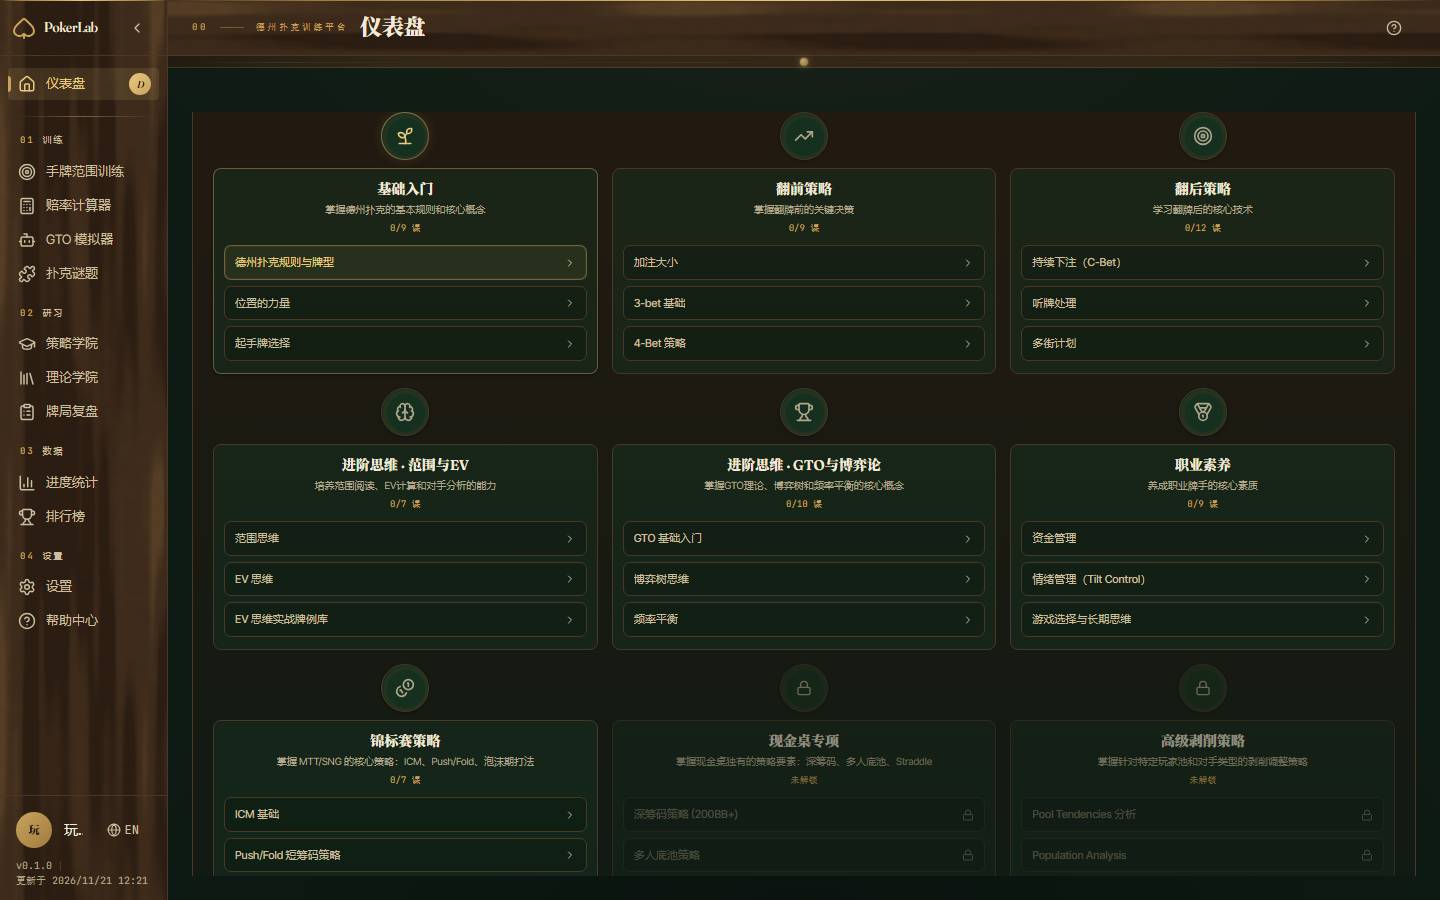 PokerLab
00
德州扑克训练平台
仪表盘
仪表盘
D
01 训练
手牌范围训练
赔率计算器
GTO 模拟器
扑克谜题
02 研习
策略学院
理论学院
牌局复盘
03 数据
进度统计
排行榜
04 设置
设置
帮助中心
玩
玩..
EN
v0.1.0
更新于 2026/11/21 12:21
基础入门
掌握德州扑克的基本规则和核心概念
0/9 课
德州扑克规则与牌型
位置的力量
起手牌选择
翻前策略
掌握翻牌前的关键决策
0/9 课
加注大小
3-bet 基础
4-Bet 策略
翻后策略
学习翻牌后的核心技术
0/12 课
持续下注（C-Bet）
听牌处理
多街计划
进阶思维 · 范围与EV
培养范围阅读、EV计算和对手分析的能力
0/7 课
范围思维
EV 思维
EV 思维实战牌例库
进阶思维 · GTO与博弈论
掌握GTO理论、博弈树和频率平衡的核心概念
0/10 课
GTO 基础入门
博弈树思维
频率平衡
职业素养
养成职业牌手的核心素质
0/9 课
资金管理
情绪管理（Tilt Control）
游戏选择与长期思维
锦标赛策略
掌握 MTT/SNG 的核心策略：ICM、Push/Fold、泡沫期打法
0/7 课
ICM 基础
Push/Fold 短筹码策略
现金桌专项
掌握现金桌独有的策略要素：深筹码、多人底池、Straddle
未解锁
深筹码策略 (200BB+)
多人底池策略
高级剥削策略
掌握针对特定玩家池和对手类型的剥削调整策略
未解锁
Pool Tendencies 分析
Population Analysis